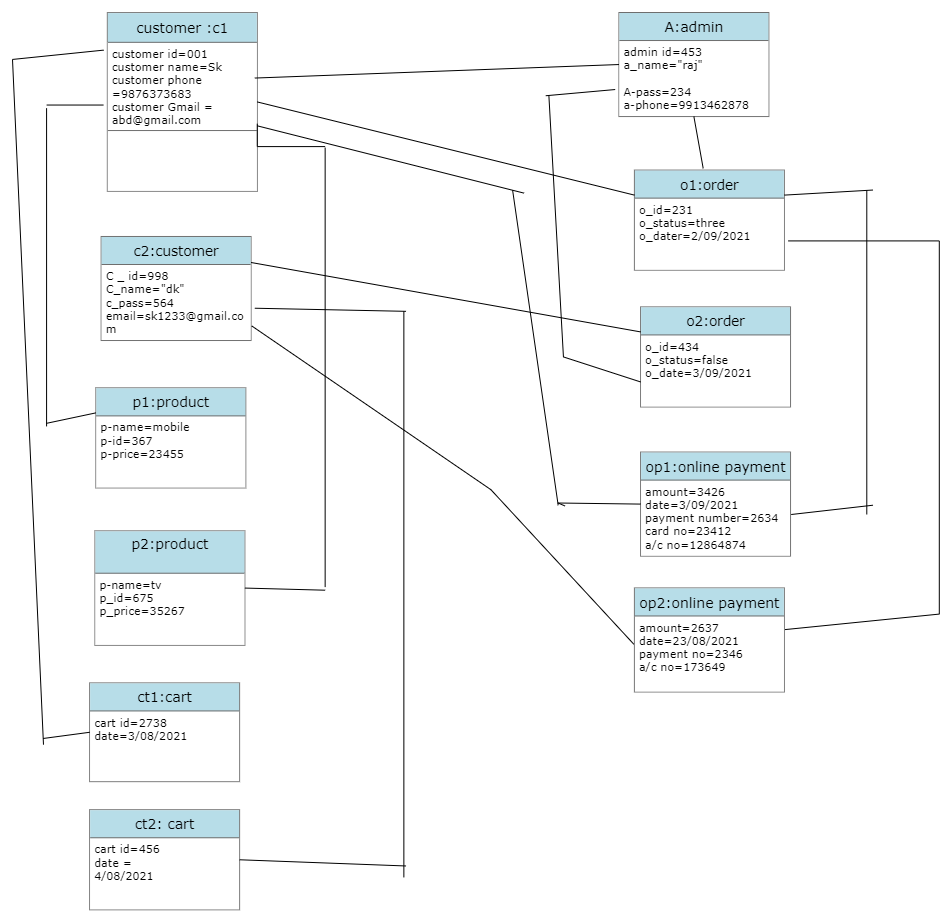 customer :c1
customer id=001
customer name=Sk
customer phone
=9876373683
customer Gmail =
abd@gmail.com
A:admin
admin id=453
a_name="raj"
A-pass=234
a-phone=9913462878
o1:order
o_id=231
o_status=three
o_dater=2/09/2021
c2:customer
C _ id=998
C_name="dk"
c_pass=564
email=sk1233@gmail.co
m
o2:order
o_id=434
o_status=false
o_date=3/09/2021
p1:product
p-name=mobile
p-id=367
p-price=23455
op1:online payment
amount=3426
date=3/09/2021
payment number=2634
card no=23412
a/c no=12864874
p2:product
p-name=tv
p_id=675
p_price=35267
op2:online payment
amount=2637
date=23/08/2021
payment no=2346
a/c no=173649
ct1:cart
cart id=2738
date=3/08/2021
ct2: cart
cart id=456
date =
4/08/2021